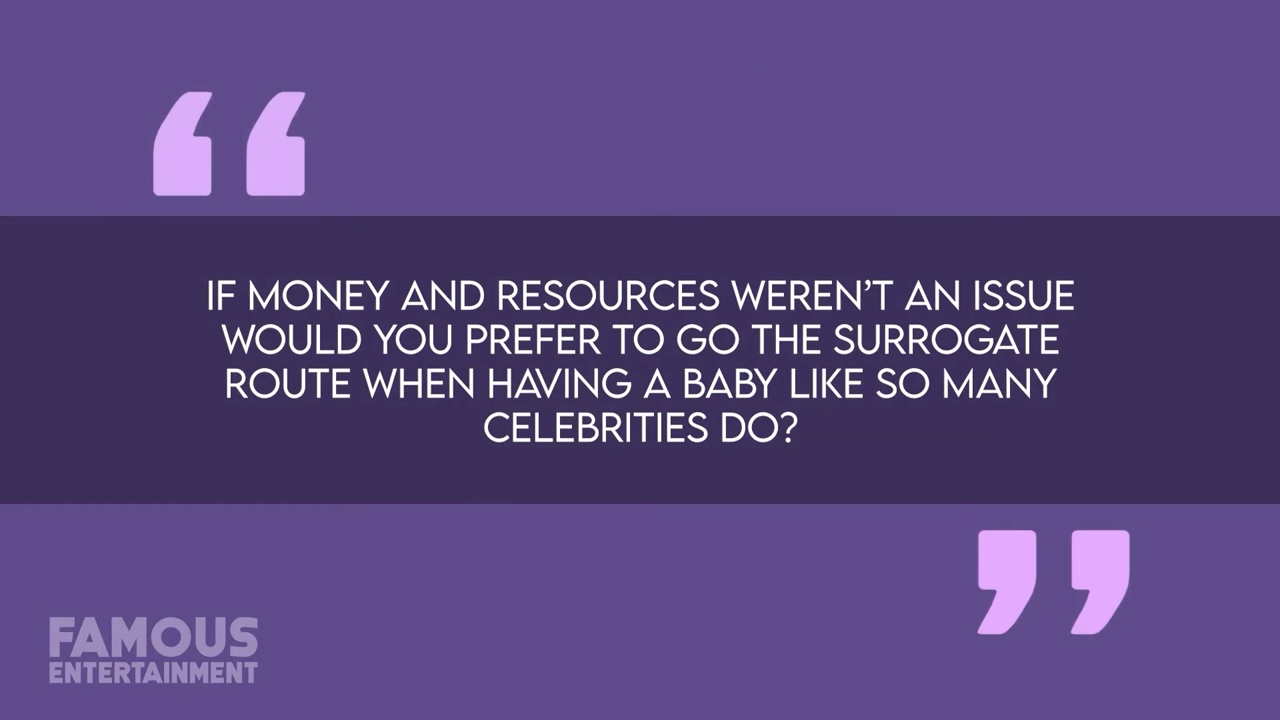 IF MONEY AND RESOURCES WEREN'T AN ISSUE
WOULD YOU PREFER TO GO THE SURROGATE
ROUTE WHEN HAVING A BABY LIKE SO MANY
CELEBRITIES DO?
FAMOUS
ENTERTAINMENT